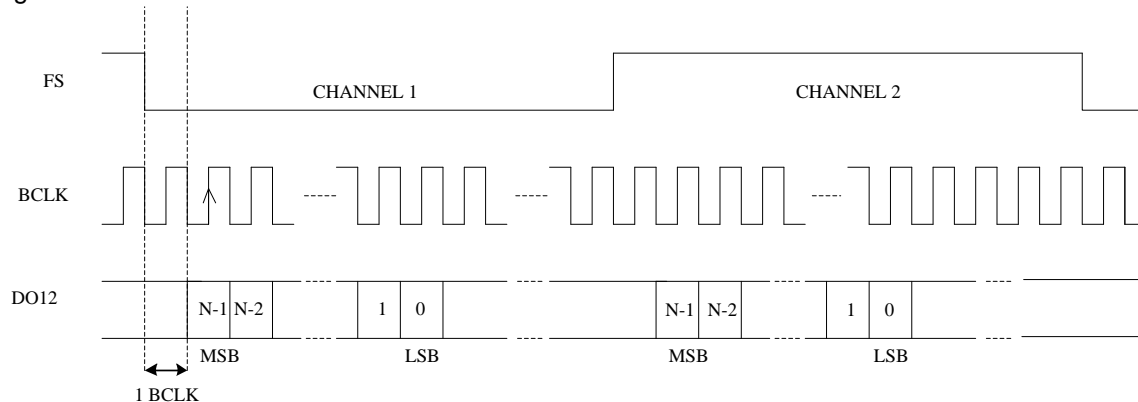 FS
CHANNEL 1
CHANNEL 2
BCLK
DO12
N-1 N-2 1 0 N-1 N-2 1 0
MSB LSB MSB LSB
1 BCLK